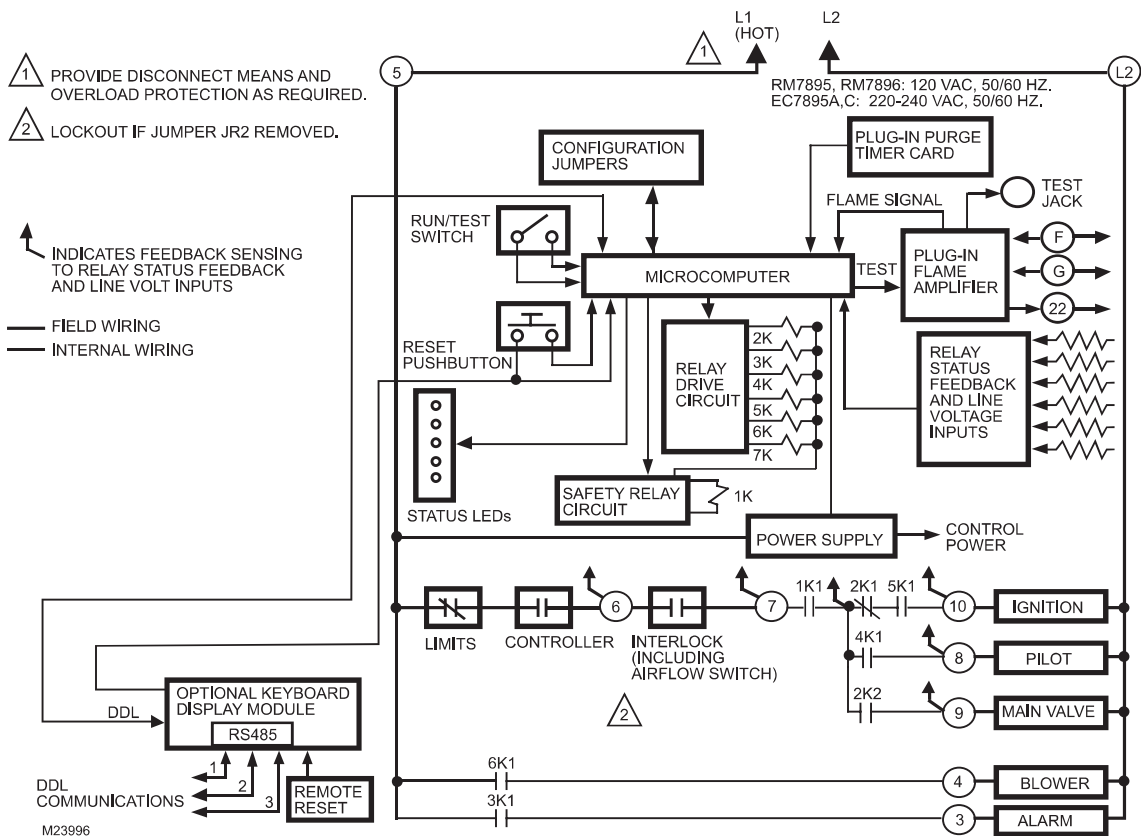 L1
(HOT)
L2
1
5
L2
1 PROVIDE DISCONNECT MEANS AND
OVERLOAD PROTECTION AS REQUIRED.
2 LOCKOUT IF JUMPER JR2 REMOVED.
RM7895, RM7896: 120 VAC, 50/60 HZ.
EC7895A,C: 220-240 VAC, 50/60 HZ.
CONFIGURATION
JUMPERS
PLUG-IN PURGE
TIMER CARD
FLAME SIGNAL
TEST
JACK
RUN/TEST
SWITCH
INDICATES FEEDBACK SENSING
TO RELAY STATUS FEEDBACK
AND LINE VOLT INPUTS
MICROCOMPUTER
TEST
PLUG-IN
FLAME
AMPLIFIER
F
G
22
FIELD WIRING
INTERNAL WIRING
RESET
PUSHBUTTON
RELAY
DRIVE
CIRCUIT
2K
3K
4K
5K
6K
7K
RELAY
STATUS
FEEDBACK
AND LINE
VOLTAGE
INPUTS
STATUS LEDs
SAFETY RELAY
CIRCUIT
1K
POWER SUPPLY
CONTROL
POWER
LIMITS
CONTROLLER
6
INTERLOCK
(INCLUDING
AIRFLOW SWITCH)
2
7
1K1
2K1
5K1
10
IGNITION
4K1
8
PILOT
2K2
9
MAIN VALVE
OPTIONAL KEYBOARD
DISPLAY MODULE
RS485
DDL
DDL
COMMUNICATIONS
1
2
3
REMOTE
RESET
6K1
4
BLOWER
3K1
3
ALARM
M23996